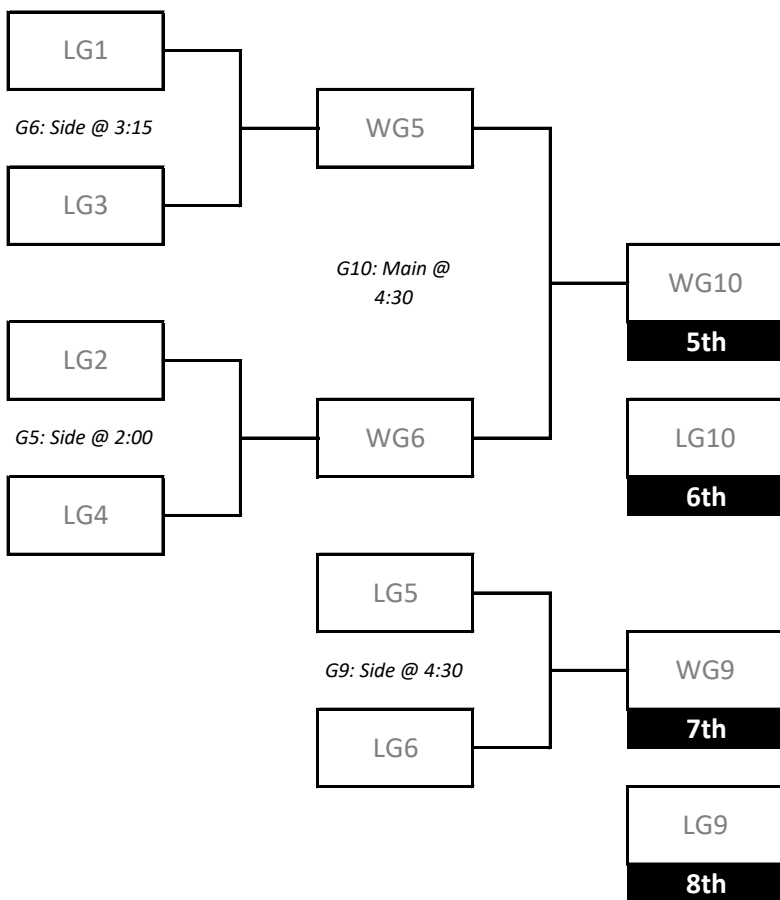 LG1
G6: Side @ 3:15
WG5
LG3
G10: Main @
4:30
WG10
5th
LG2
G5: Side @ 2:00
WG6
LG10
6th
LG4
LG5
G9: Side @ 4:30
WG9
7th
LG6
LG9
8th